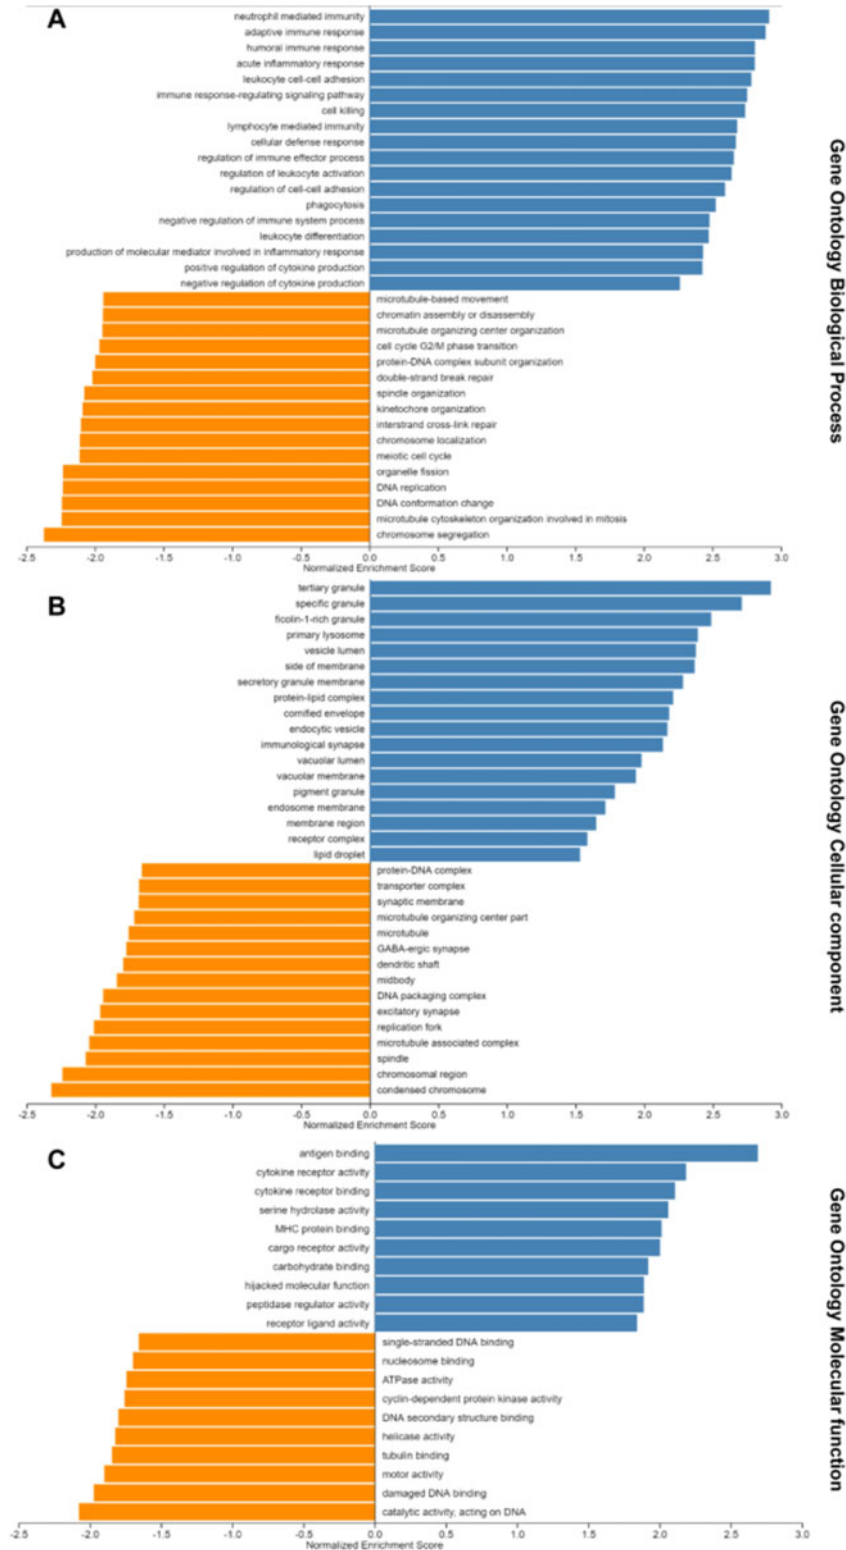 A
neutrophil mediated immunity
adaptive immune response
humoral immune response
acute inflammatory response
leukocyte cell-cell adhesion
immune response-regulating signaling pathway
cell killing
lymphocyte mediated immunity
cellular defense response
regulation of immune effector process
regulation of leukocyte activation
regulation of cell-cell adhesion
phagocytosis
negative regulation of immune system process
leukocyte differentiation
production of molecular mediator involved in inflammatory response
positive regulation of cytokine production
negative regulation of cytokine production
microtubule-based movement
chromatin assembly or disassembly
microtubule organizing center organization
cell cycle G2/M phase transition
protein-DNA complex subunit organization
double-strand break repair
spindle organization
kinetochore organization
interstrand cross-link repair
chromosome localization
meiotic cell cycle
organelle fission
DNA replication
DNA conformation change
microtubule cytoskeleton organization involved in mitosis
chromosome segregation
-2.5 -2.0 -1.5 -1.0 -0.5 0.0 0.5 1.0 1.5 2.0 2.5 3.0
Normalized Enrichment Score
Gene Ontology Biological Process
B
tertiary granule
specific granule
ficolin-1-rich granule
primary lysosome
vesicle lumen
side of membrane
secretory granule membrane
protein-lipid complex
cornified envelope
endocytic vesicle
immunological synapse
vacuolar lumen
vacuolar membrane
pigment granule
endosome membrane
membrane region
receptor complex
lipid droplet
protein-DNA complex
transporter complex
synaptic membrane
microtubule organizing center part
microtubule
GABA-ergic synapse
dendritic shaft
midbody
DNA packaging complex
excitatory synapse
replication fork
microtubule associated complex
spindle
chromosomal region
condensed chromosome
-2.5 -2.0 -1.5 -1.0 -0.5 0.0 0.5 1.0 1.5 2.0 2.5 3.0
Normalized Enrichment Score
Gene Ontology Cellular component
C
antigen binding
cytokine receptor activity
cytokine receptor binding
serine hydrolase activity
MHC protein binding
cargo receptor activity
carbohydrate binding
hijacked molecular function
peptidase regulator activity
receptor ligand activity
single-stranded DNA binding
nucleosome binding
ATPase activity
cyclin-dependent protein kinase activity
DNA secondary structure binding
helicase activity
tubulin binding
motor activity
damaged DNA binding
catalytic activity, acting on DNA
-2.5 -2.0 -1.5 -1.0 -0.5 0.0 0.5 1.0 1.5 2.0 2.5 3.0
Normalized Enrichment Score
Gene Ontology Molecular function